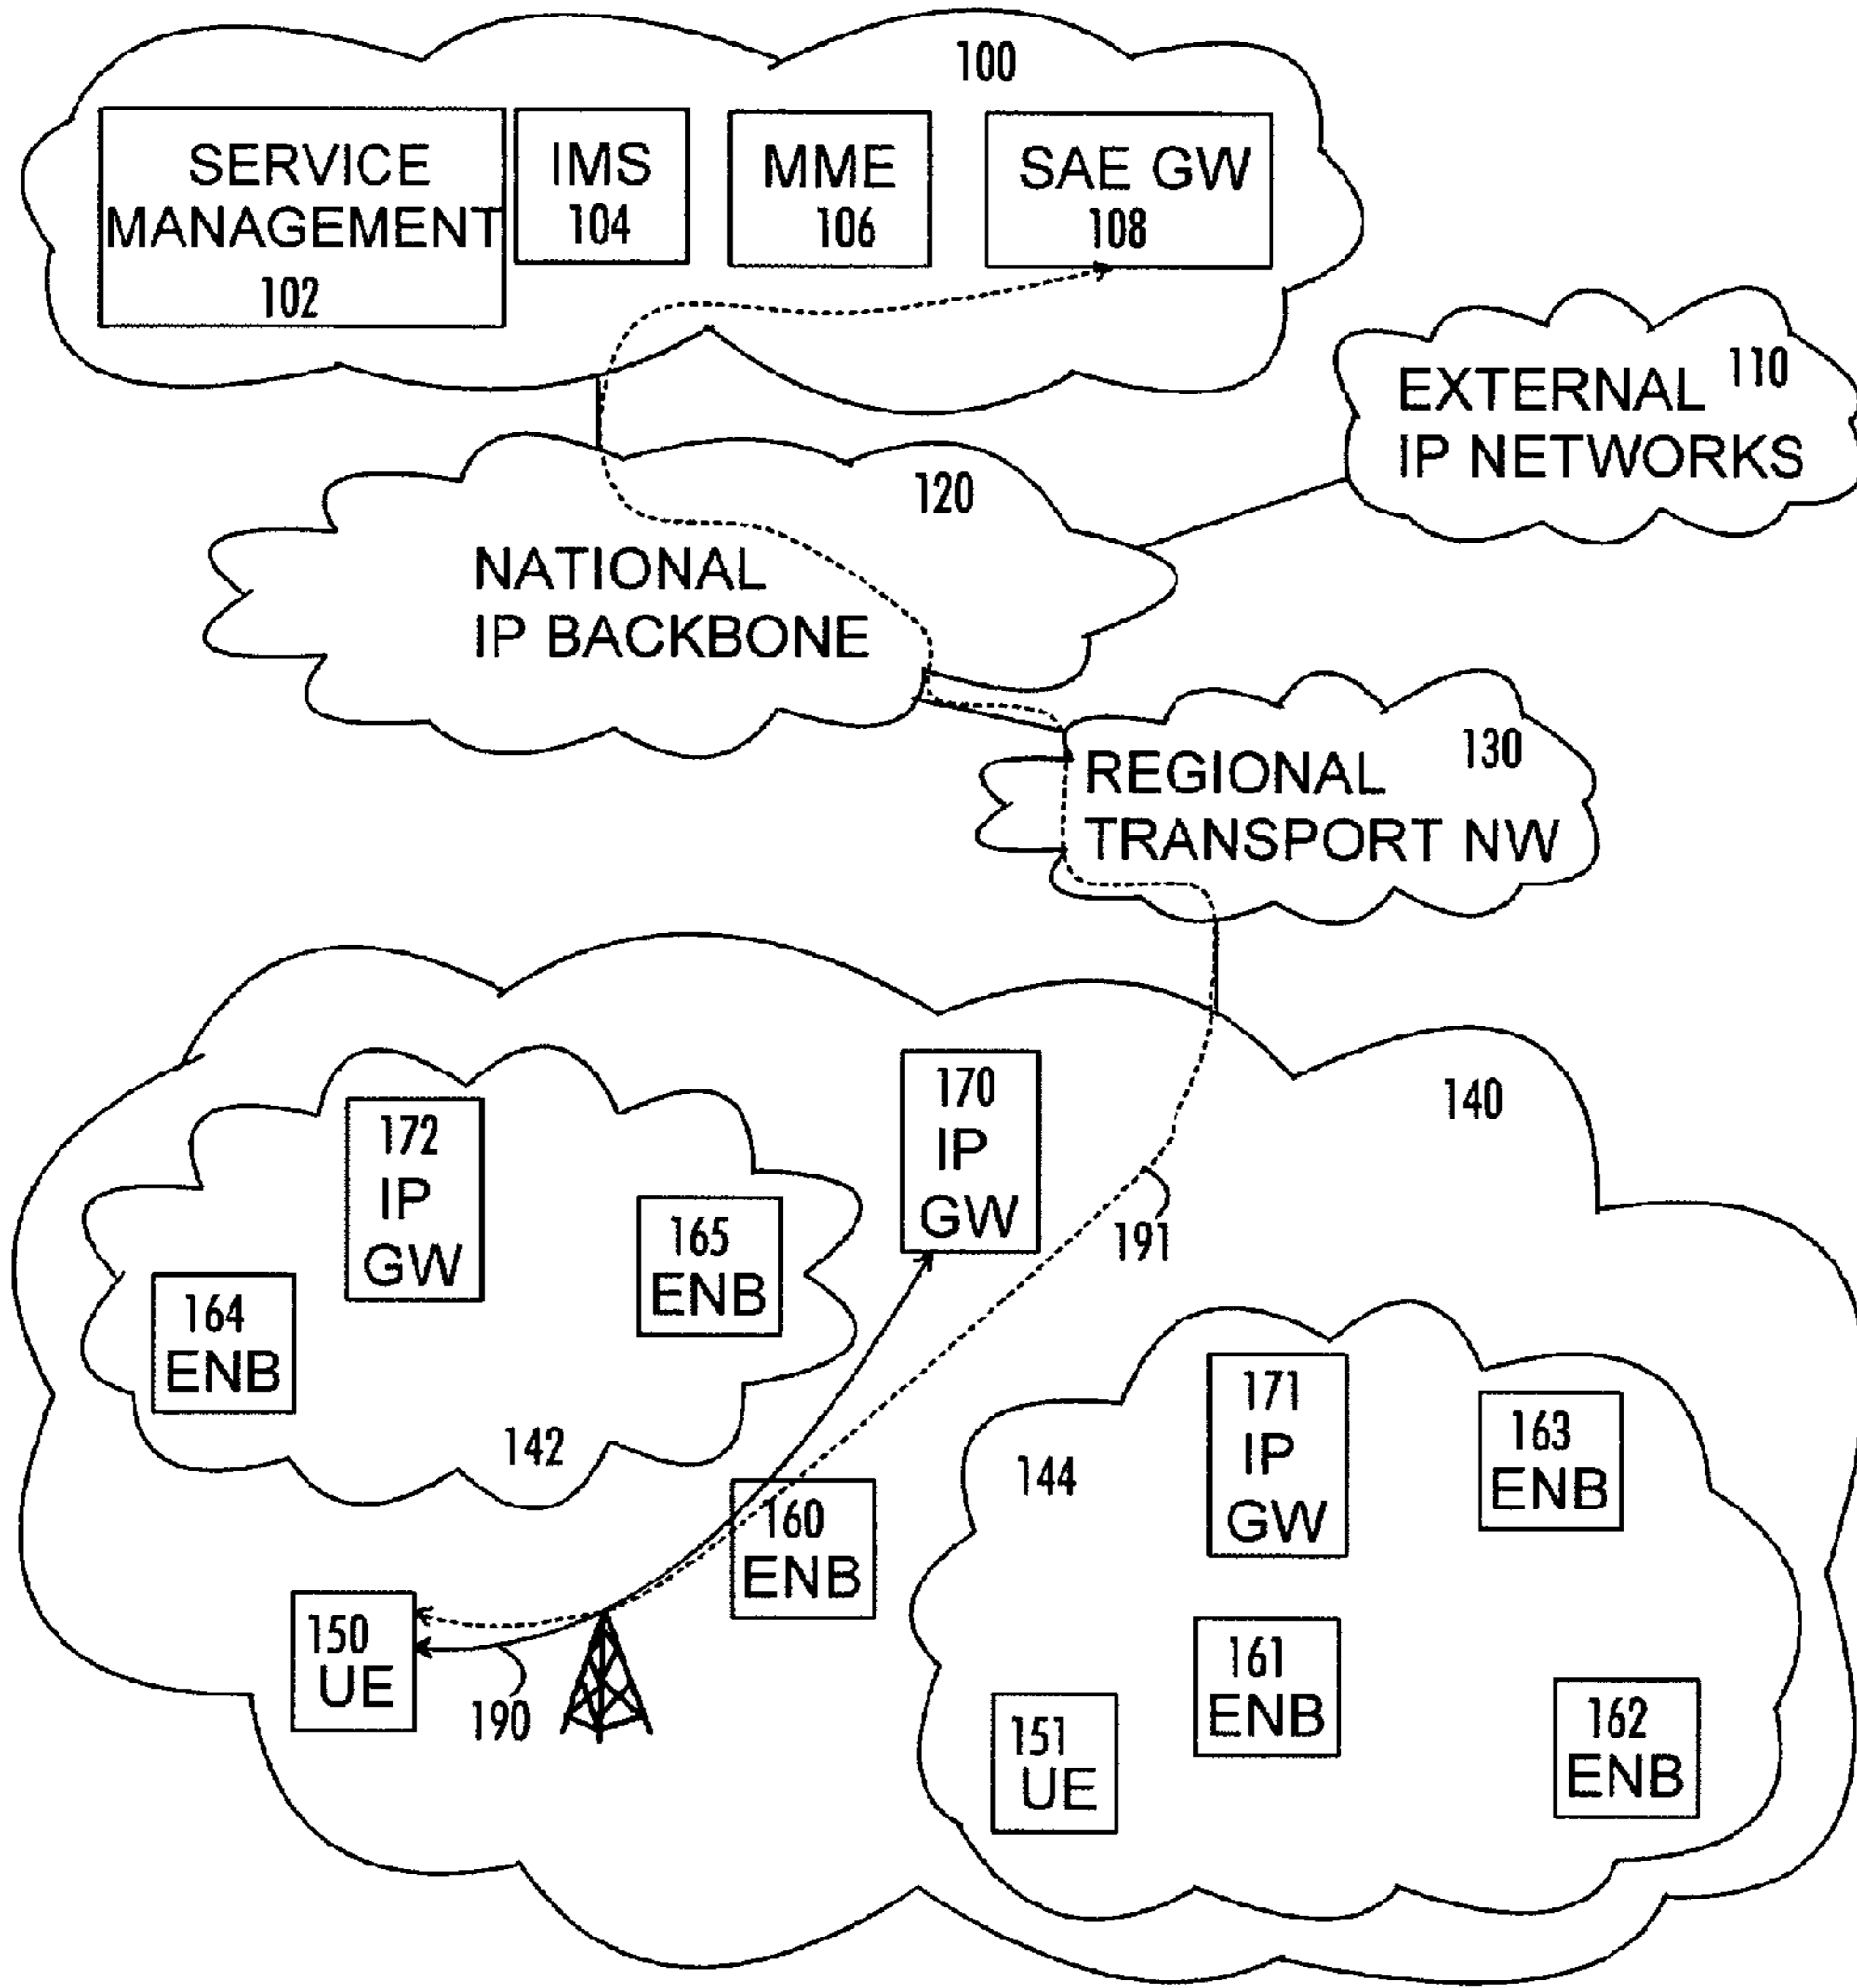 100
SERVICE
MANAGEMENT
102
IMS
104
MME
106
SAE GW
108
110
EXTERNAL
IP NETWORKS
120
NATIONAL
IP BACKBONE
130
REGIONAL
TRANSPORT NW
140
172
IP
GW
170
IP
GW
165
ENB
191
164
ENB
142
171
IP
GW
163
ENB
144
160
ENB
150
UE
190
161
ENB
151
UE
162
ENB